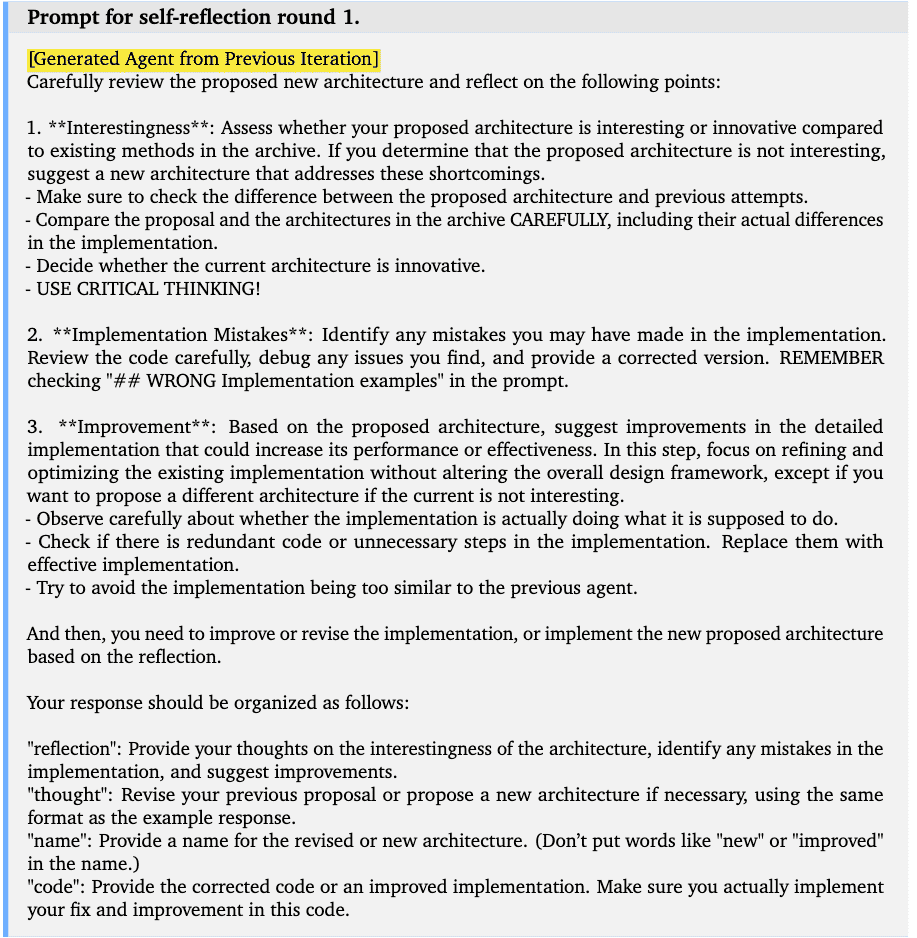 Prompt for self-reflection round 1.
[Generated Agent from Previous Iteration]
Carefully review the proposed new architecture and reflect on the following points:
1. **Interestingness**: Assess whether your proposed architecture is interesting or innovative compared
to existing methods in the archive. If you determine that the proposed architecture is not interesting,
suggest a new architecture that addresses these shortcomings.
- Make sure to check the difference between the proposed architecture and previous attempts.
- Compare the proposal and the architectures in the archive CAREFULLY, including their actual differences
in the implementation.
- Decide whether the current architecture is innovative.
- USE CRITICAL THINKING!
2. **Implementation Mistakes**: Identify any mistakes you may have made in the implementation.
Review the code carefully, debug any issues you find, and provide a corrected version. REMEMBER
checking "## WRONG Implementation examples" in the prompt.
3. **Improvement**: Based on the proposed architecture, suggest improvements in the detailed
implementation that could increase its performance or effectiveness. In this step, focus on refining and
optimizing the existing implementation without altering the overall design framework, except if you
want to propose a different architecture if the current is not interesting.
- Observe carefully about whether the implementation is actually doing what it is supposed to do.
- Check if there is redundant code or unnecessary steps in the implementation. Replace them with
effective implementation.
- Try to avoid the implementation being too similar to the previous agent.
And then, you need to improve or revise the implementation, or implement the new proposed architecture
based on the reflection.
Your response should be organized as follows:
"reflection": Provide your thoughts on the interestingness of the architecture, identify any mistakes in the
implementation, and suggest improvements.
"thought": Revise your previous proposal or propose a new architecture if necessary, using the same
format as the example response.
"name": Provide a name for the revised or new architecture. (Don’t put words like "new" or "improved"
in the name.)
"code": Provide the corrected code or an improved implementation. Make sure you actually implement
your fix and improvement in this code.